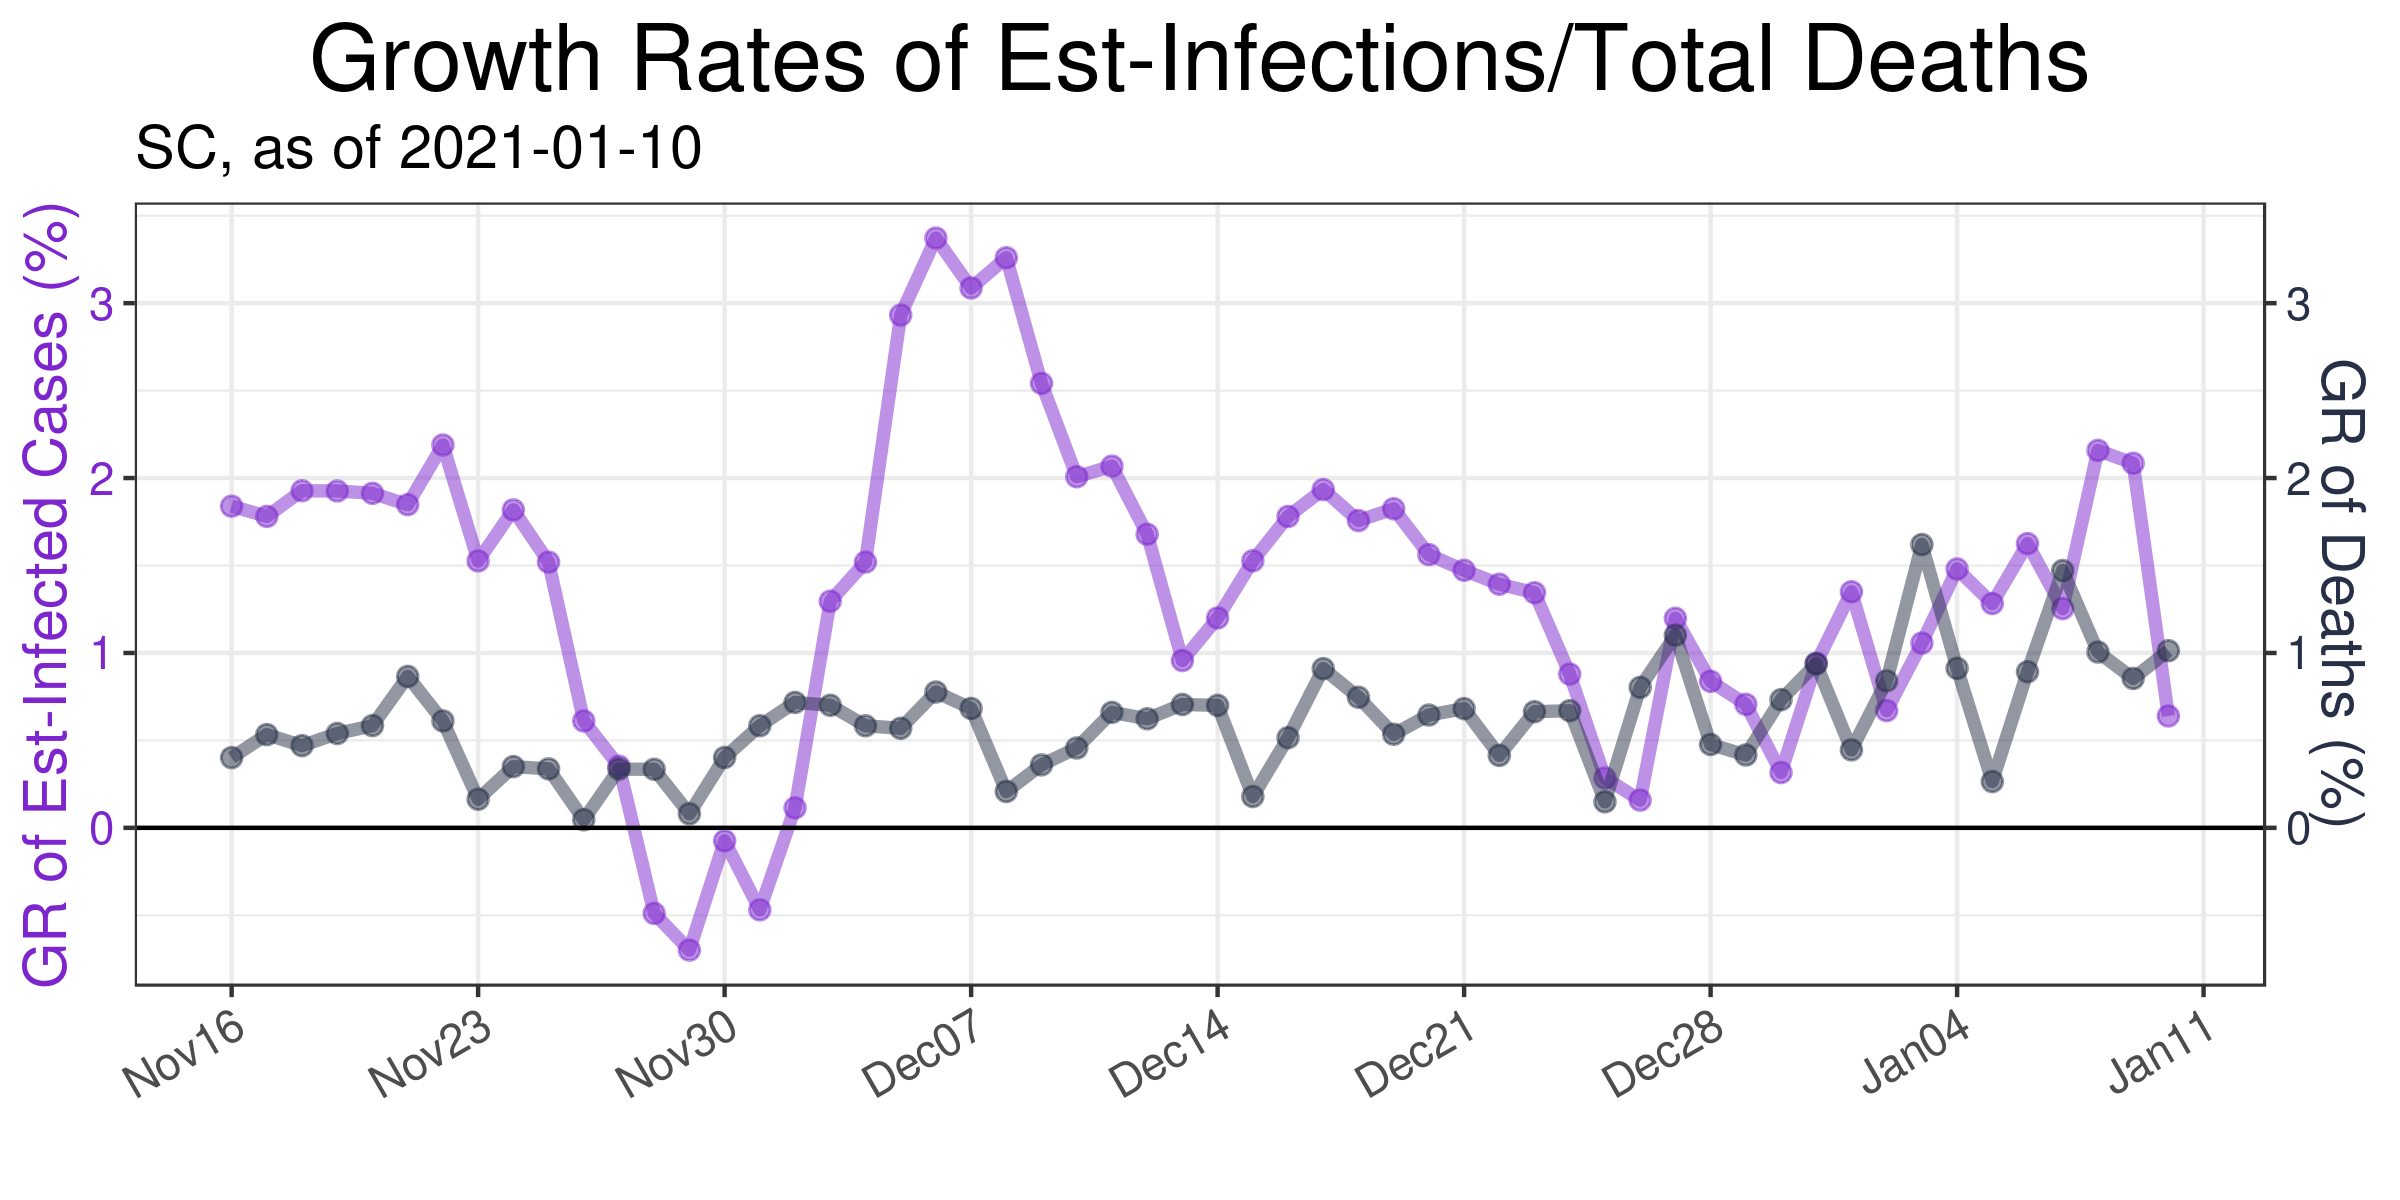 Growth Rates of Est-Infections/Total Deaths
SC, as of 2021-01-10
GR of Est-Infected Cases (%)
3
2
1
0
3
2
1
0
GR of Deaths (%)
Nov16
Nov23
Nov30
Dec07
Dec14
Dec21
Dec28
Jan04
Jan11